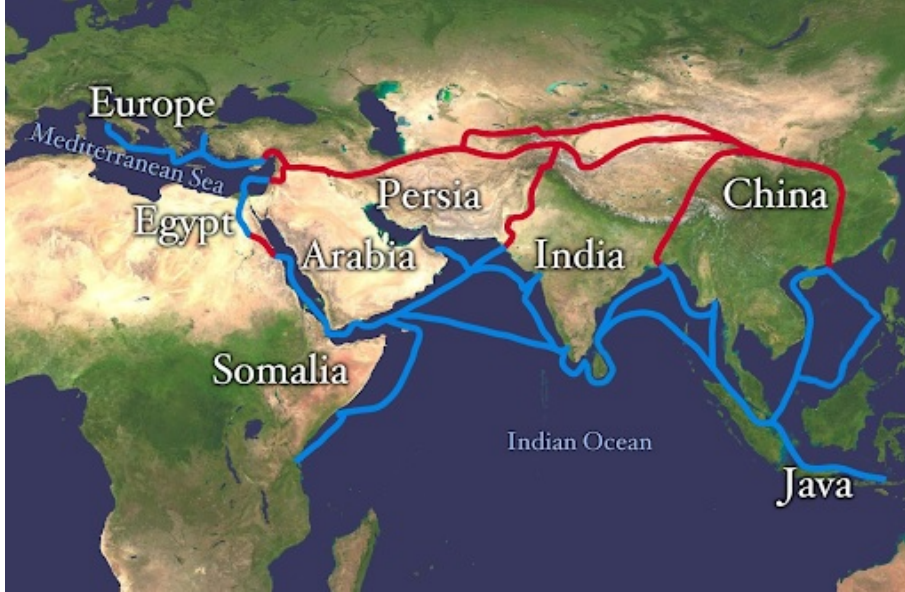 Europe
Mediterranean Sea
Persia
China
Egypt
Arabia
India
Somalia
Indian Ocean
Java